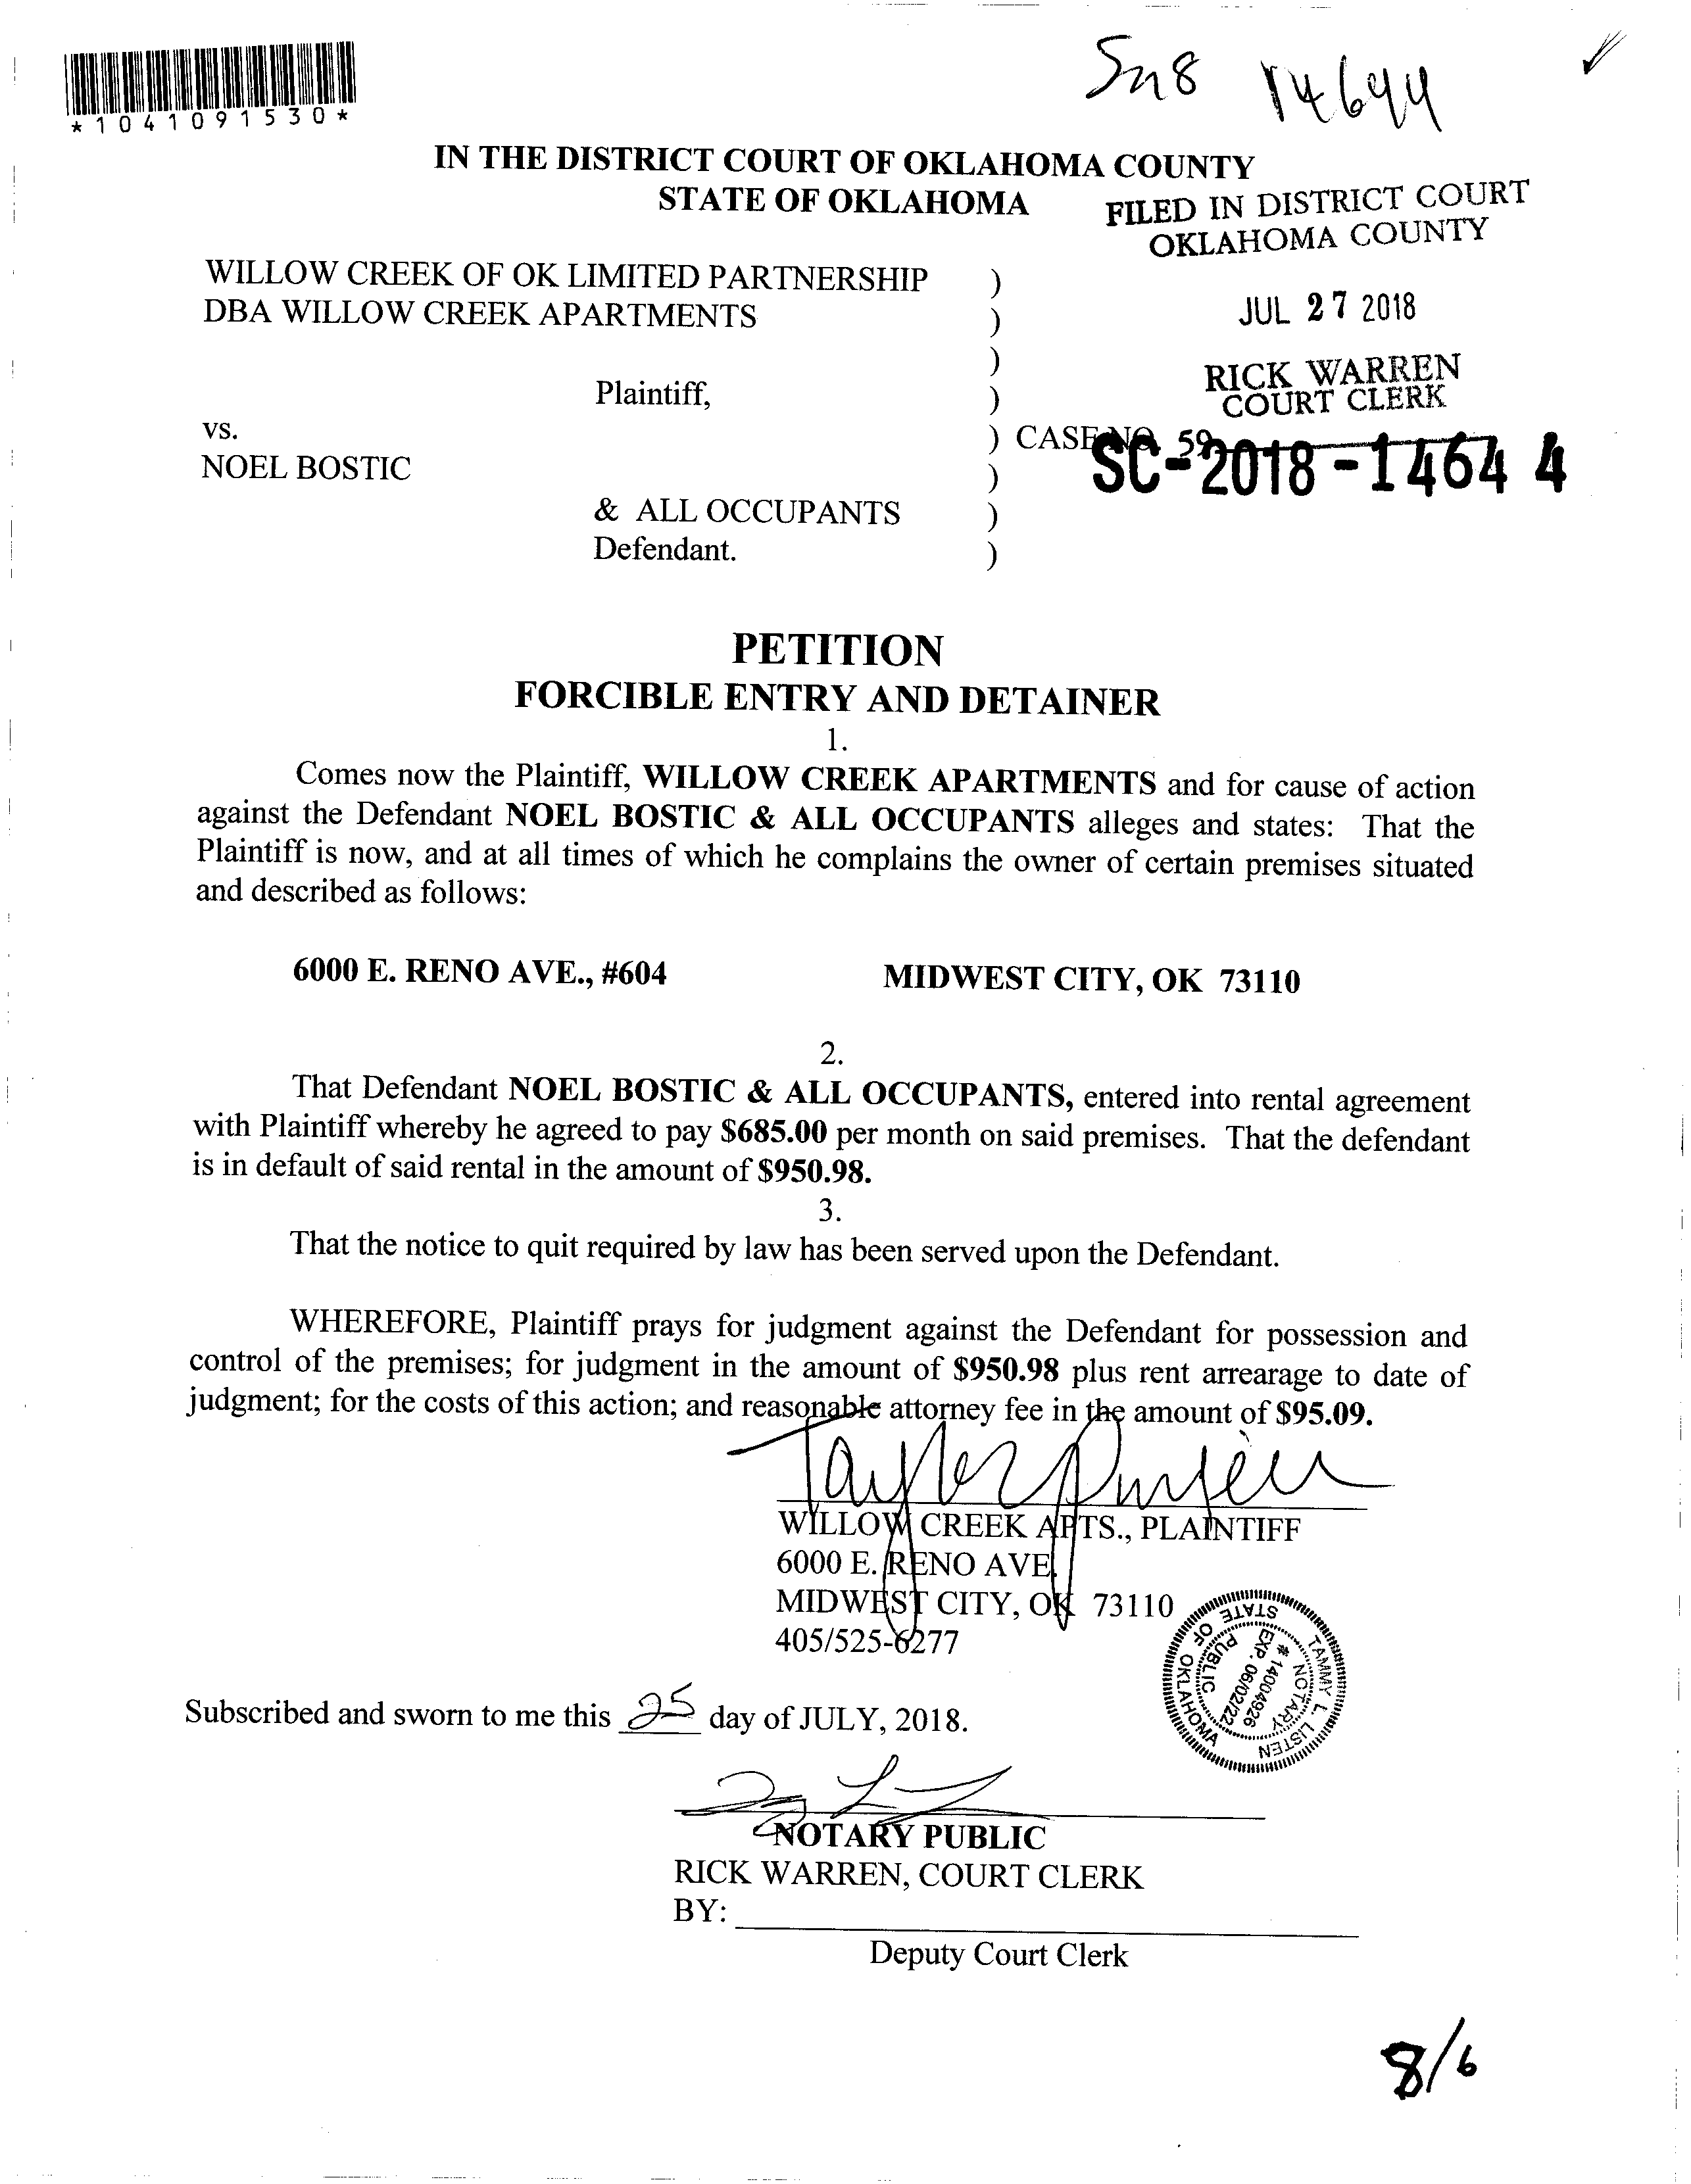 *1041091530*
14644
IN THE DISTRICT COURT OF OKLAHOMA COUNTY
STATE OF OKLAHOMA
FILED IN DISTRICT COURT
OKLAHOMA COUNTY
WILLOW CREEK OF OK LIMITED PARTNERSHIP )
DBA WILLOW CREEK APARTMENTS )
JUL 27 2018
)
RICK WARREN
COURT CLERK
Plaintiff, )
vs. ) CASE NO. 59
SC-2018-14644
NOEL BOSTIC )
& ALL OCCUPANTS )
Defendant. )
PETITION
FORCIBLE ENTRY AND DETAINER
1.
Comes now the Plaintiff, WILLOW CREEK APARTMENTS and for cause of action
against the Defendant NOEL BOSTIC & ALL OCCUPANTS alleges and states: That the
Plaintiff is now, and at all times of which he complains the owner of certain premises situated
and described as follows:
6000 E. RENO AVE., #604 MIDWEST CITY, OK 73110
2.
That Defendant NOEL BOSTIC & ALL OCCUPANTS, entered into rental agreement
with Plaintiff whereby he agreed to pay $685.00 per month on said premises. That the defendant
is in default of said rental in the amount of $950.98.
3.
That the notice to quit required by law has been served upon the Defendant.
WHEREFORE, Plaintiff prays for judgment against the Defendant for possession and
control of the premises; for judgment in the amount of $950.98 plus rent arrearage to date of
judgment; for the costs of this action; and reasonable attorney fee in the amount of $95.09.
WILLOW CREEK APTS., PLAINTIFF
6000 E. RENO AVE.
MIDWEST CITY, OK 73110
405/525-6277
TAMMY L. LISTEN
NOTARY PUBLIC
# 14004926
EXP. 06/02/22
STATE OF OKLAHOMA
Subscribed and sworn to me this 25 day of JULY, 2018.
NOTARY PUBLIC
RICK WARREN, COURT CLERK
BY:
Deputy Court Clerk
8/6